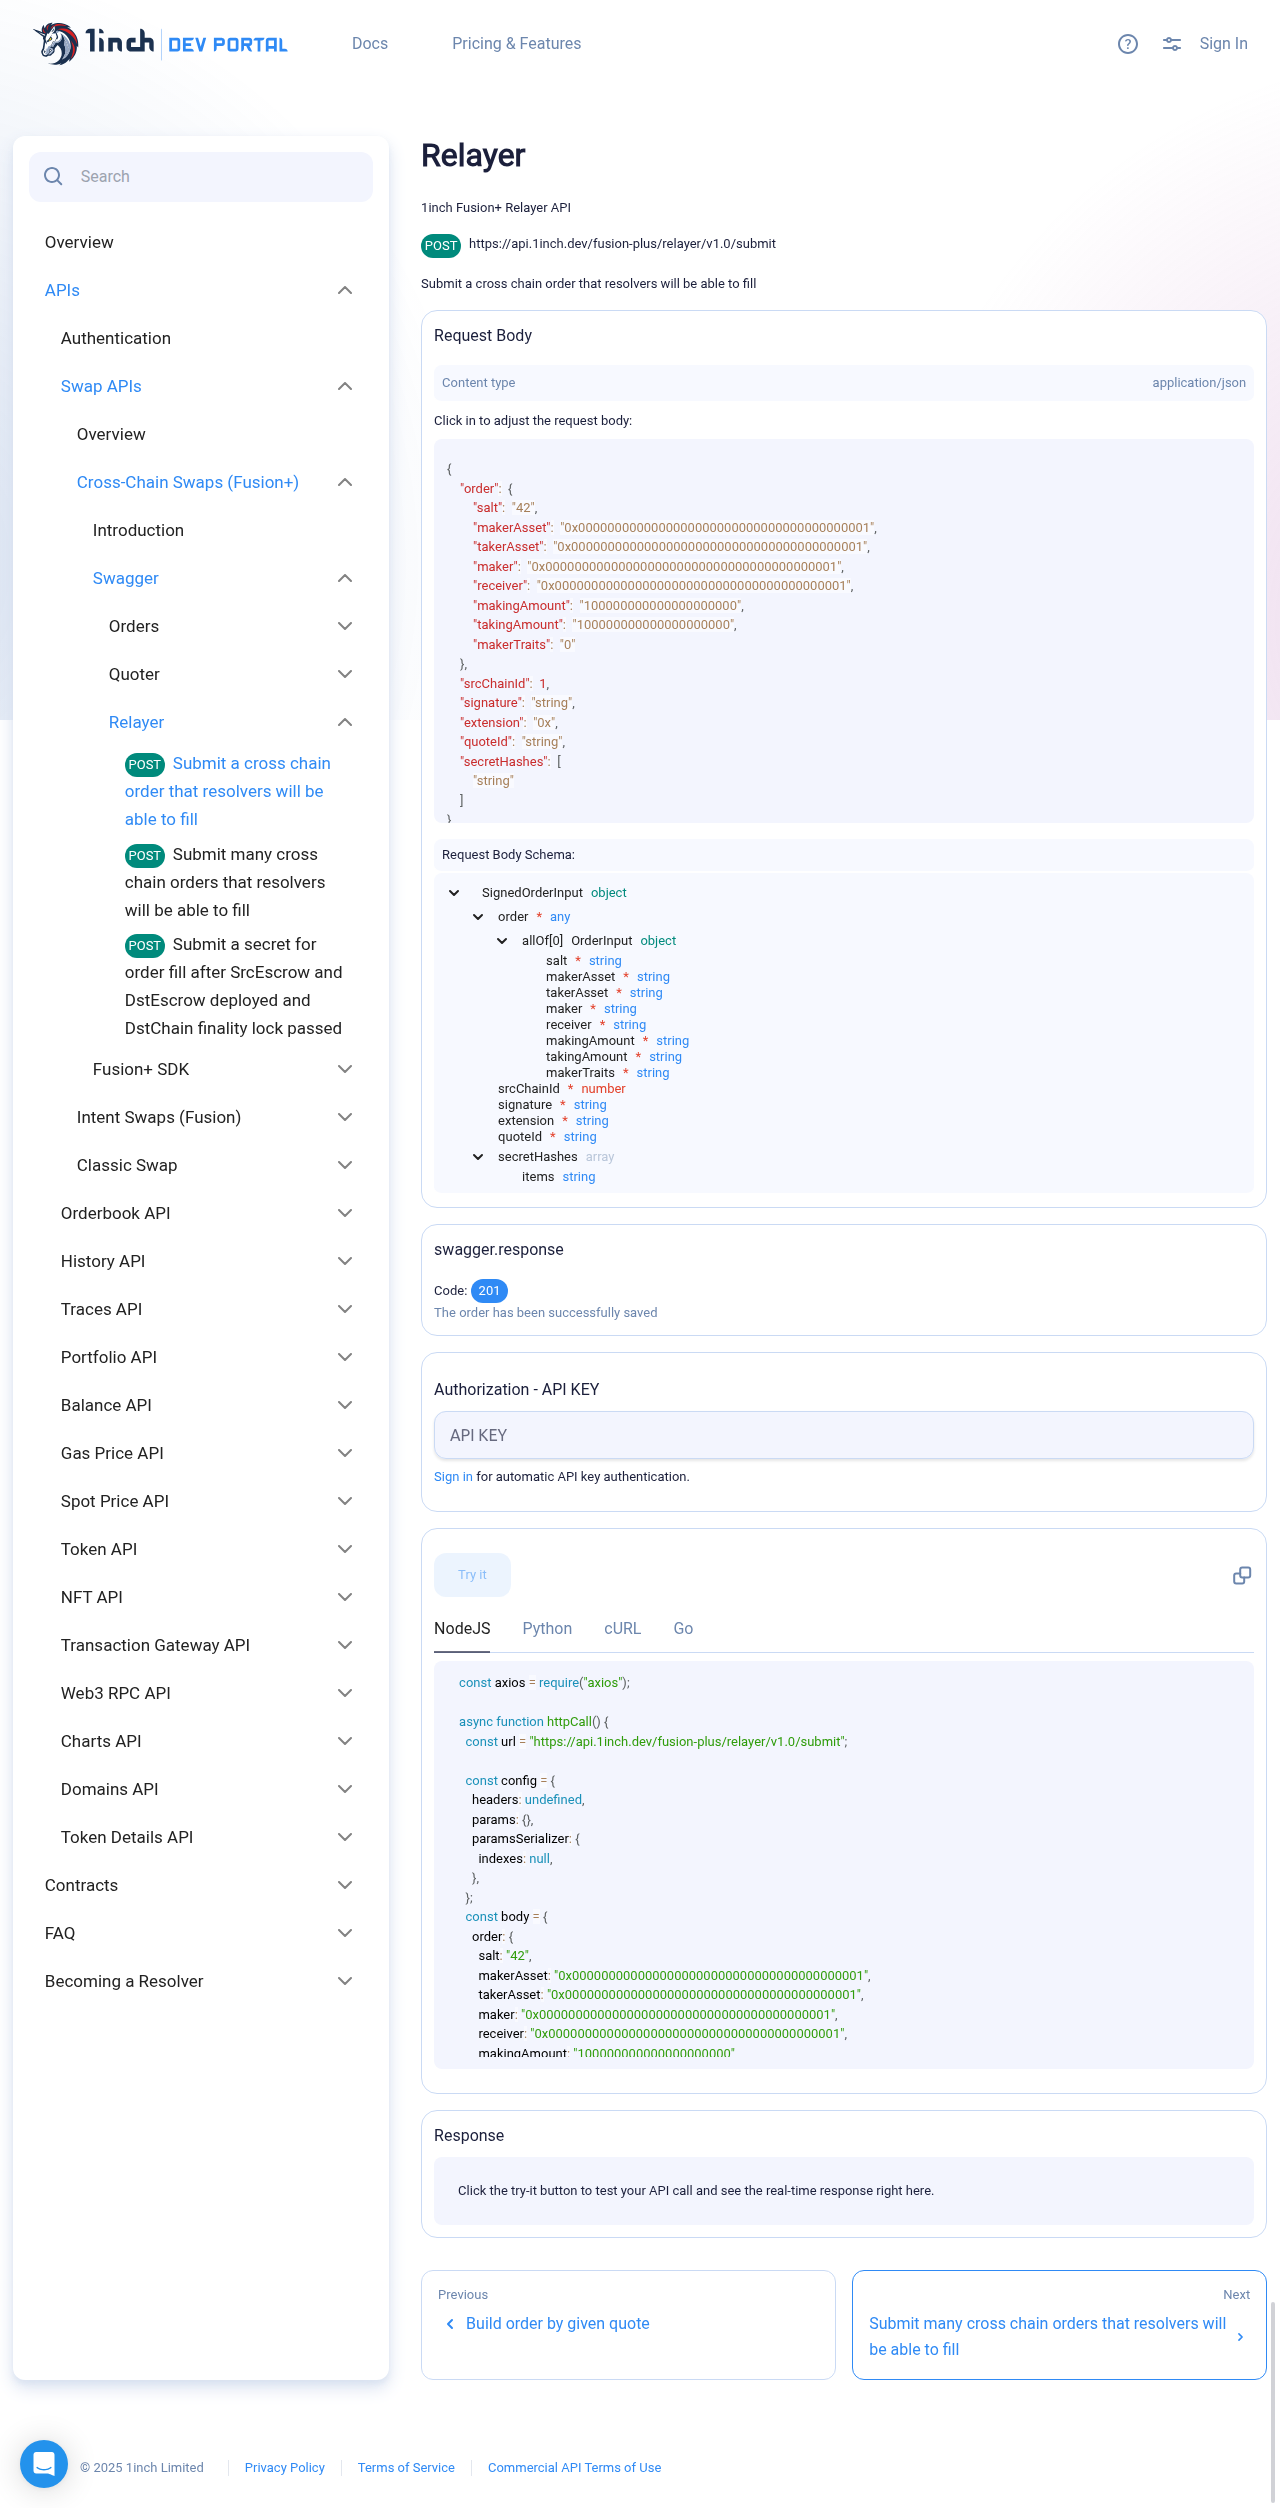 1inch DEV PORTAL
Docs
Pricing & Features
Sign In
Search
Overview
APIs
Authentication
Swap APIs
Overview
Cross-Chain Swaps (Fusion+)
Introduction
Swagger
Orders
Quoter
Relayer
POST Submit a cross chain
order that resolvers will be
able to fill
POST Submit many cross
chain orders that resolvers
will be able to fill
POST Submit a secret for
order fill after SrcEscrow and
DstEscrow deployed and
DstChain finality lock passed
Fusion+ SDK
Intent Swaps (Fusion)
Classic Swap
Orderbook API
History API
Traces API
Portfolio API
Balance API
Gas Price API
Spot Price API
Token API
NFT API
Transaction Gateway API
Web3 RPC API
Charts API
Domains API
Token Details API
Contracts
FAQ
Becoming a Resolver
Relayer
1inch Fusion+ Relayer API
POST https://api.1inch.dev/fusion-plus/relayer/v1.0/submit
Submit a cross chain order that resolvers will be able to fill
Request Body
Content type application/json
Click in to adjust the request body:
{
"order": {
"salt": "42",
"makerAsset": "0x0000000000000000000000000000000000000001",
"takerAsset": "0x0000000000000000000000000000000000000001",
"maker": "0x0000000000000000000000000000000000000001",
"receiver": "0x0000000000000000000000000000000000000001",
"makingAmount": "100000000000000000000",
"takingAmount": "100000000000000000000",
"makerTraits": "0"
},
"srcChainId": 1,
"signature": "string",
"extension": "0x",
"quoteId": "string",
"secretHashes": [
"string"
]
}
Request Body Schema:
SignedOrderInput object
order * any
allOf[0] OrderInput object
salt * string
makerAsset * string
takerAsset * string
maker * string
receiver * string
makingAmount * string
takingAmount * string
makerTraits * string
srcChainId * number
signature * string
extension * string
quoteId * string
secretHashes array
items string
swagger.response
Code: 201
The order has been successfully saved
Authorization - API KEY
API KEY
Sign in for automatic API key authentication.
Try it
NodeJS Python cURL Go
const axios = require("axios");
async function httpCall() {
const url = "https://api.1inch.dev/fusion-plus/relayer/v1.0/submit";
const config = {
headers: undefined,
params: {},
paramsSerializer: {
indexes: null,
},
};
const body = {
order: {
salt: "42",
makerAsset: "0x0000000000000000000000000000000000000001",
takerAsset: "0x0000000000000000000000000000000000000001",
maker: "0x0000000000000000000000000000000000000001",
receiver: "0x0000000000000000000000000000000000000001",
makingAmount: "100000000000000000000"
Response
Click the try-it button to test your API call and see the real-time response right here.
Previous
Build order by given quote
Next
Submit many cross chain orders that resolvers will
be able to fill
© 2025 1inch Limited
Privacy Policy
Terms of Service
Commercial API Terms of Use